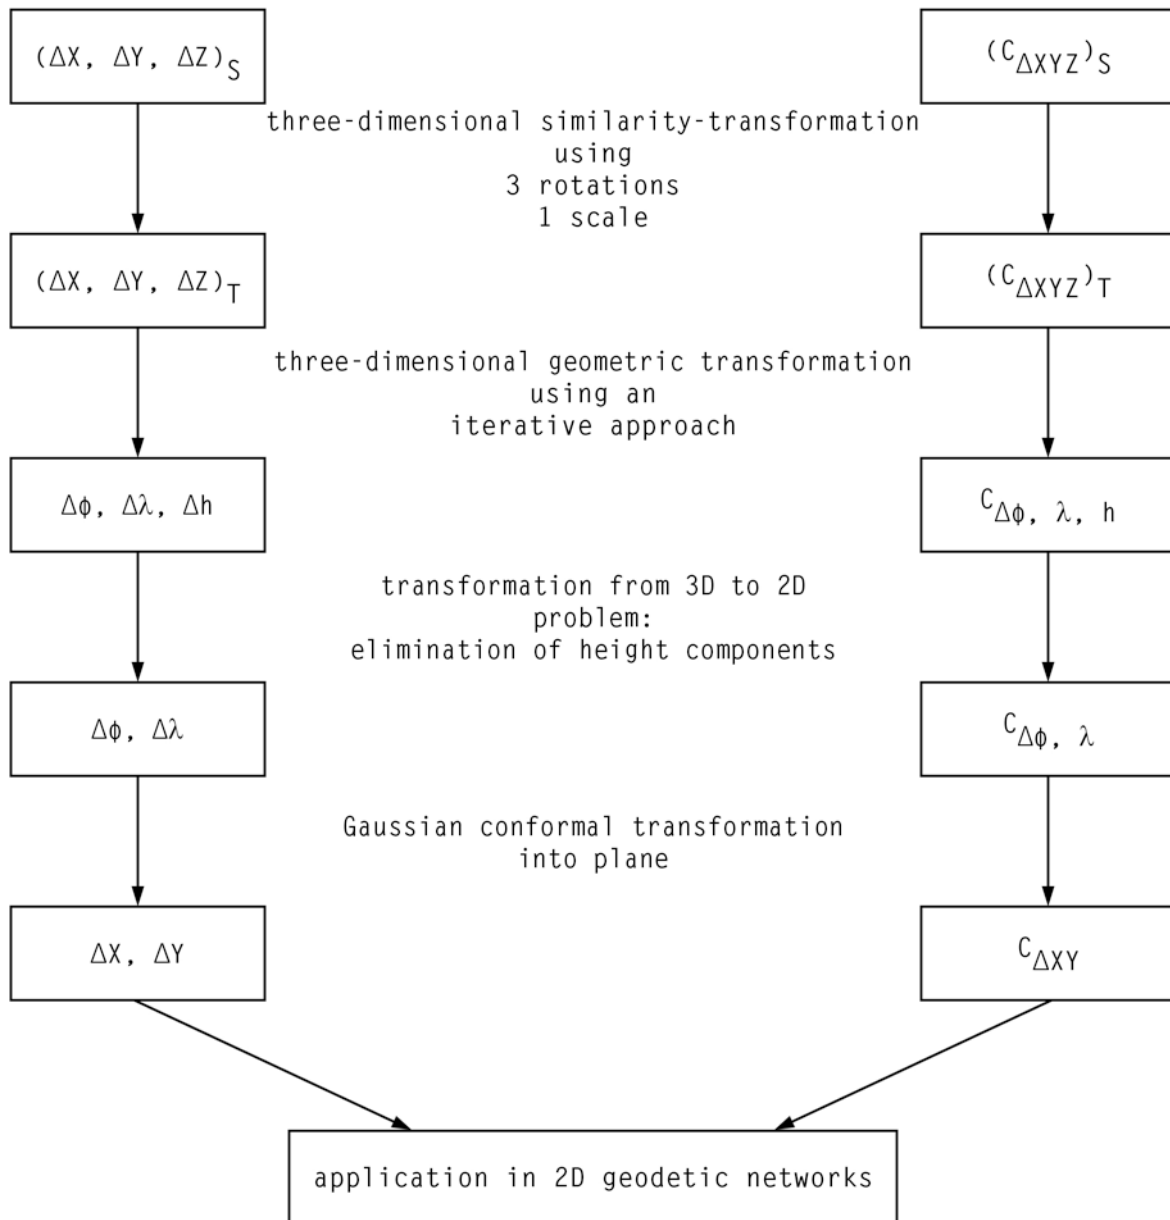 (ΔX, ΔY, ΔZ)S
(CΔXYZ)S
three-dimensional similarity-transformation
using
3 rotations
1 scale
(ΔX, ΔY, ΔZ)T
(CΔXYZ)T
three-dimensional geometric transformation
using an
iterative approach
Δϕ, Δλ, Δh
CΔϕ, λ, h
transformation from 3D to 2D
problem:
elimination of height components
Δϕ, Δλ
CΔϕ, λ
Gaussian conformal transformation
into plane
ΔX, ΔY
CΔXY
application in 2D geodetic networks